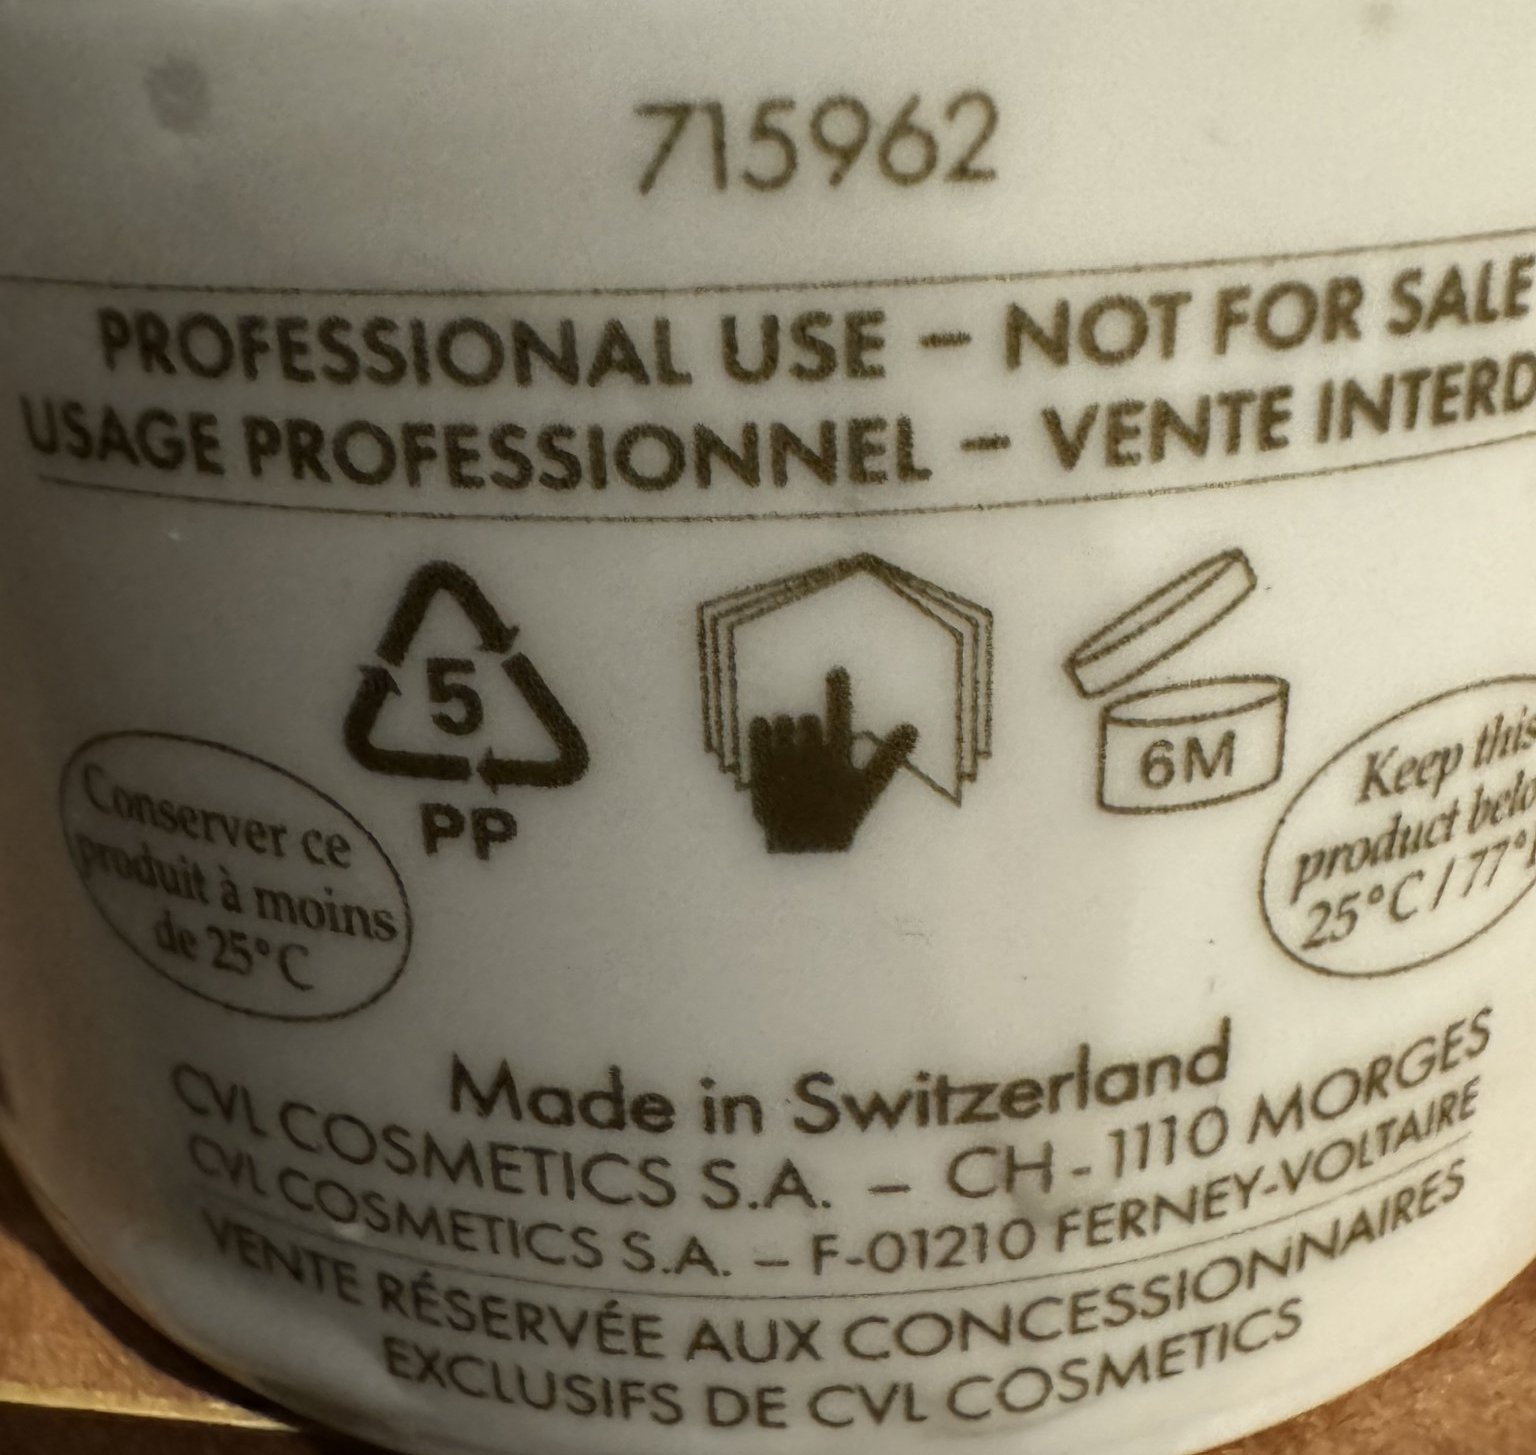 715962
PROFESSIONAL USE – NOT FOR SALE
USAGE PROFESSIONNEL – VENTE INTERD
5
PP
6M
Conserver ce
produit à moins
de 25°C
Keep this
product belo
25°C / 77°F
Made in Switzerland
CVL COSMETICS S.A. – CH - 1110 MORGES
CVL COSMETICS S.A. – F-01210 FERNEY-VOLTAIRE
VENTE RÉSERVÉE AUX CONCESSIONNAIRES
EXCLUSIFS DE CVL COSMETICS